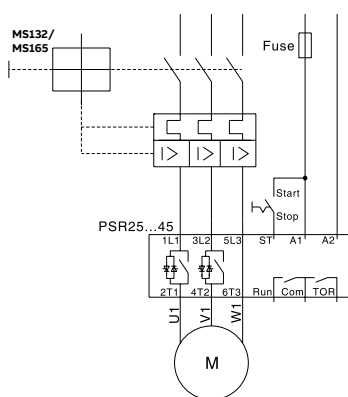 MS132/
MS165
Fuse
I>
I>
I>
Start
Stop
PSR25...45
1L1
3L2
5L3
ST
A1
A2
2T1
4T2
6T3
Run
Com
TOR
U1
V1
W1
M